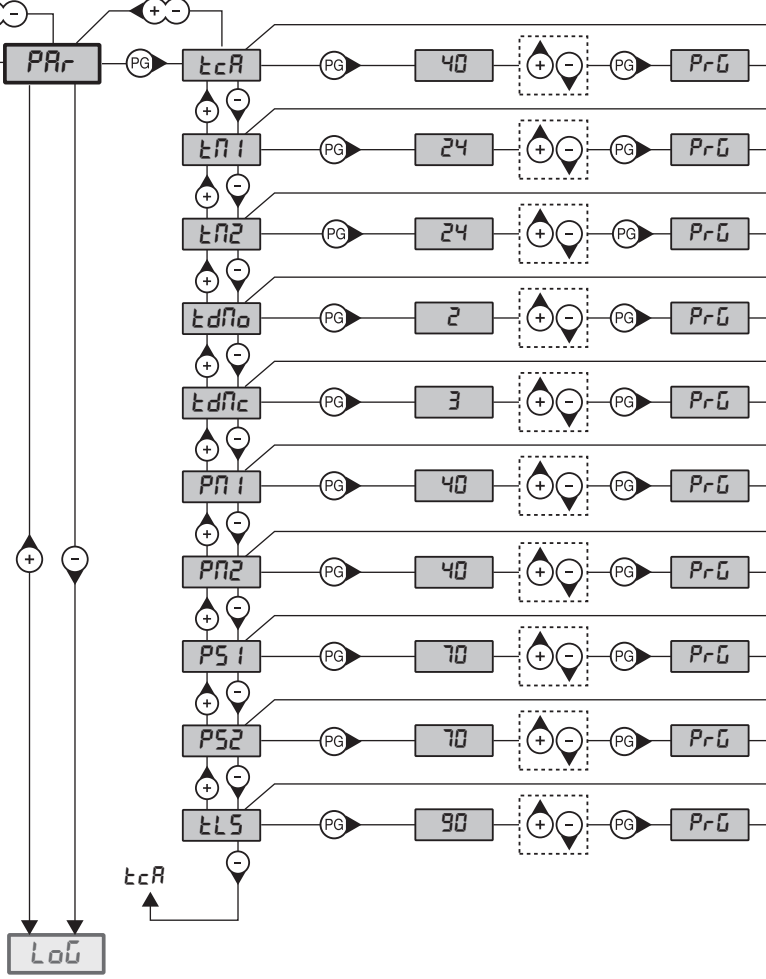 PAr PG tcA PG 40 + - PG PrG
+ -
tM1 PG 24 + - PG PrG
+ -
tM2 PG 24 + - PG PrG
+ -
tdMo PG 2 + - PG PrG
+ -
tdMc PG 3 + - PG PrG
+ -
PM1 PG 40 + - PG PrG
+ -
PM2 PG 40 + - PG PrG
+ -
PS1 PG 70 + - PG PrG
+ -
PS2 PG 70 + - PG PrG
+ -
tLS PG 90 + - PG PrG
-
tcA
LoG